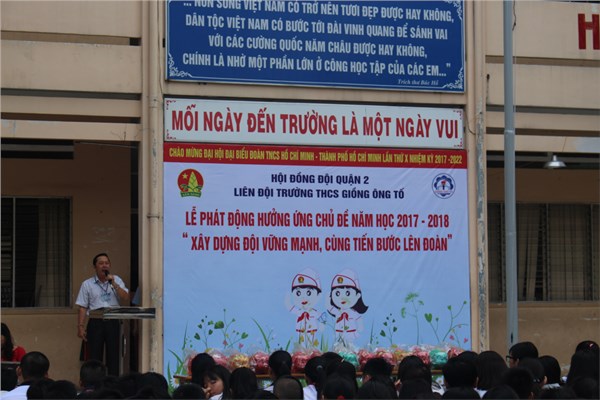 ... NON SÔNG VIỆT NAM CÓ TRỞ NÊN TƯƠI ĐẸP ĐƯỢC HAY KHÔNG,
DÂN TỘC VIỆT NAM CÓ BƯỚC TỚI ĐÀI VINH QUANG ĐỂ SÁNH VAI
VỚI CÁC CƯỜNG QUỐC NĂM CHÂU ĐƯỢC HAY KHÔNG,
CHÍNH LÀ NHỜ MỘT PHẦN LỚN Ở CÔNG HỌC TẬP CỦA CÁC EM..."
Trích thư Bác Hồ
H
MỖI NGÀY ĐẾN TRƯỜNG LÀ MỘT NGÀY VUI
CHÀO MỪNG ĐẠI HỘI ĐẠI BIỂU ĐOÀN TNCS HỒ CHÍ MINH - THÀNH PHỐ HỒ CHÍ MINH LẦN THỨ X NHIỆM KỲ 2017 -2022
HỘI ĐỒNG ĐỘI QUẬN 2
LIÊN ĐỘI TRƯỜNG THCS GIỒNG ÔNG TỐ
LỄ PHÁT ĐỘNG HƯỞNG ỨNG CHỦ ĐỀ NĂM HỌC 2017 - 2018
“ XÂY DỰNG ĐỘI VỮNG MẠNH, CÙNG TIẾN BƯỚC LÊN ĐOÀN”